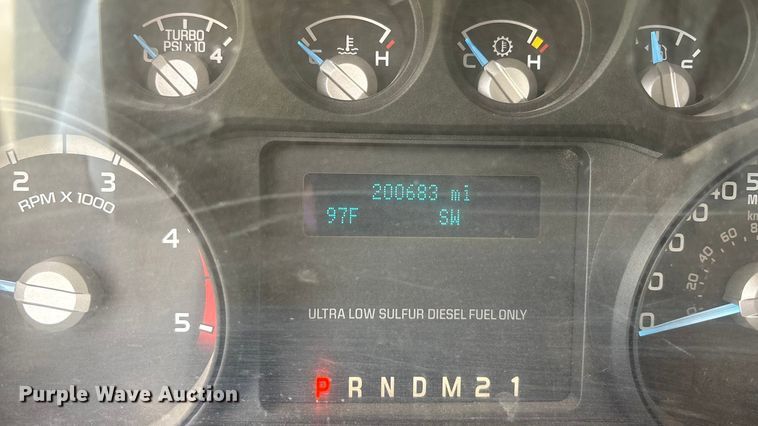 TURBO
PSI x 10
0 4
C H
C H
2 3
RPM X 1000
4
5
200683 mi
97F SW
ULTRA LOW SULFUR DIESEL FUEL ONLY
P R N D M 2 1
Purple Wave Auction